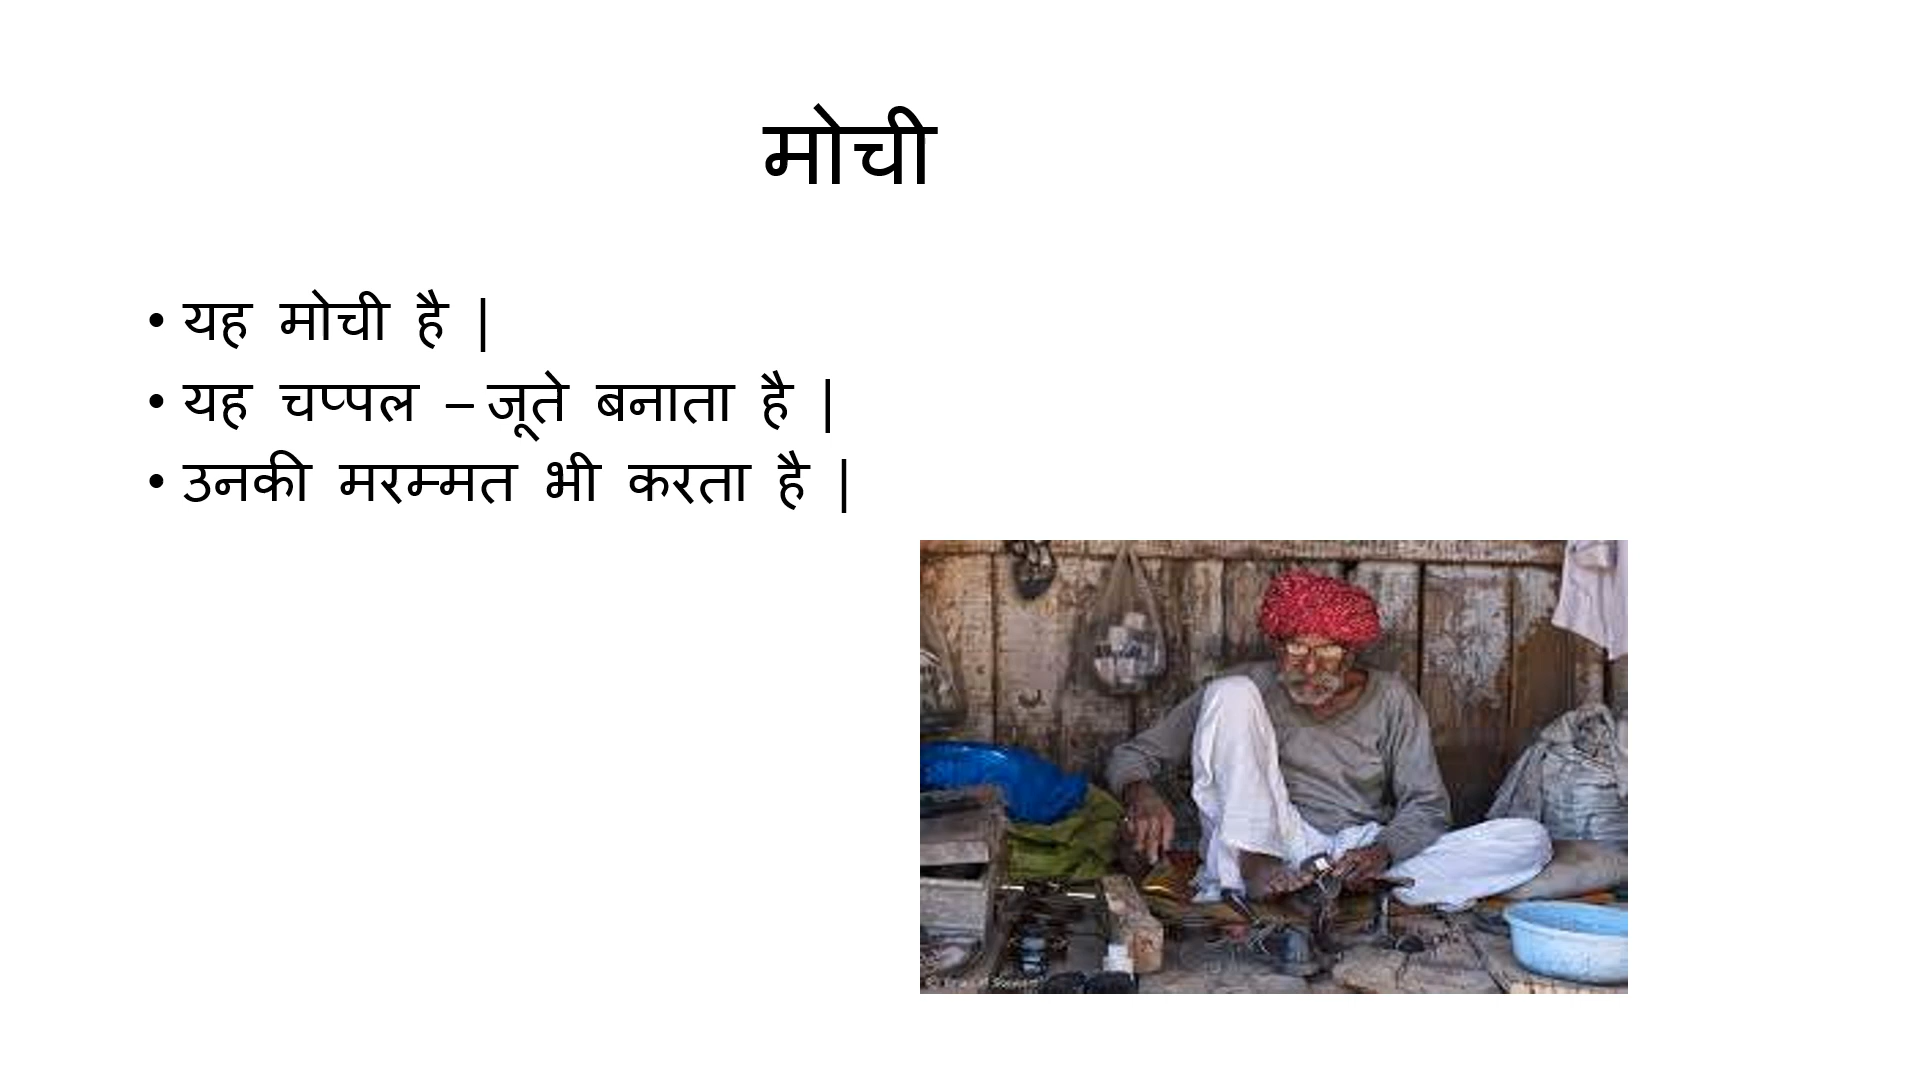 मोची
• यह मोची है |
• यह चप्पल – जूते बनाता है |
• उनकी मरम्मत भी करता है |